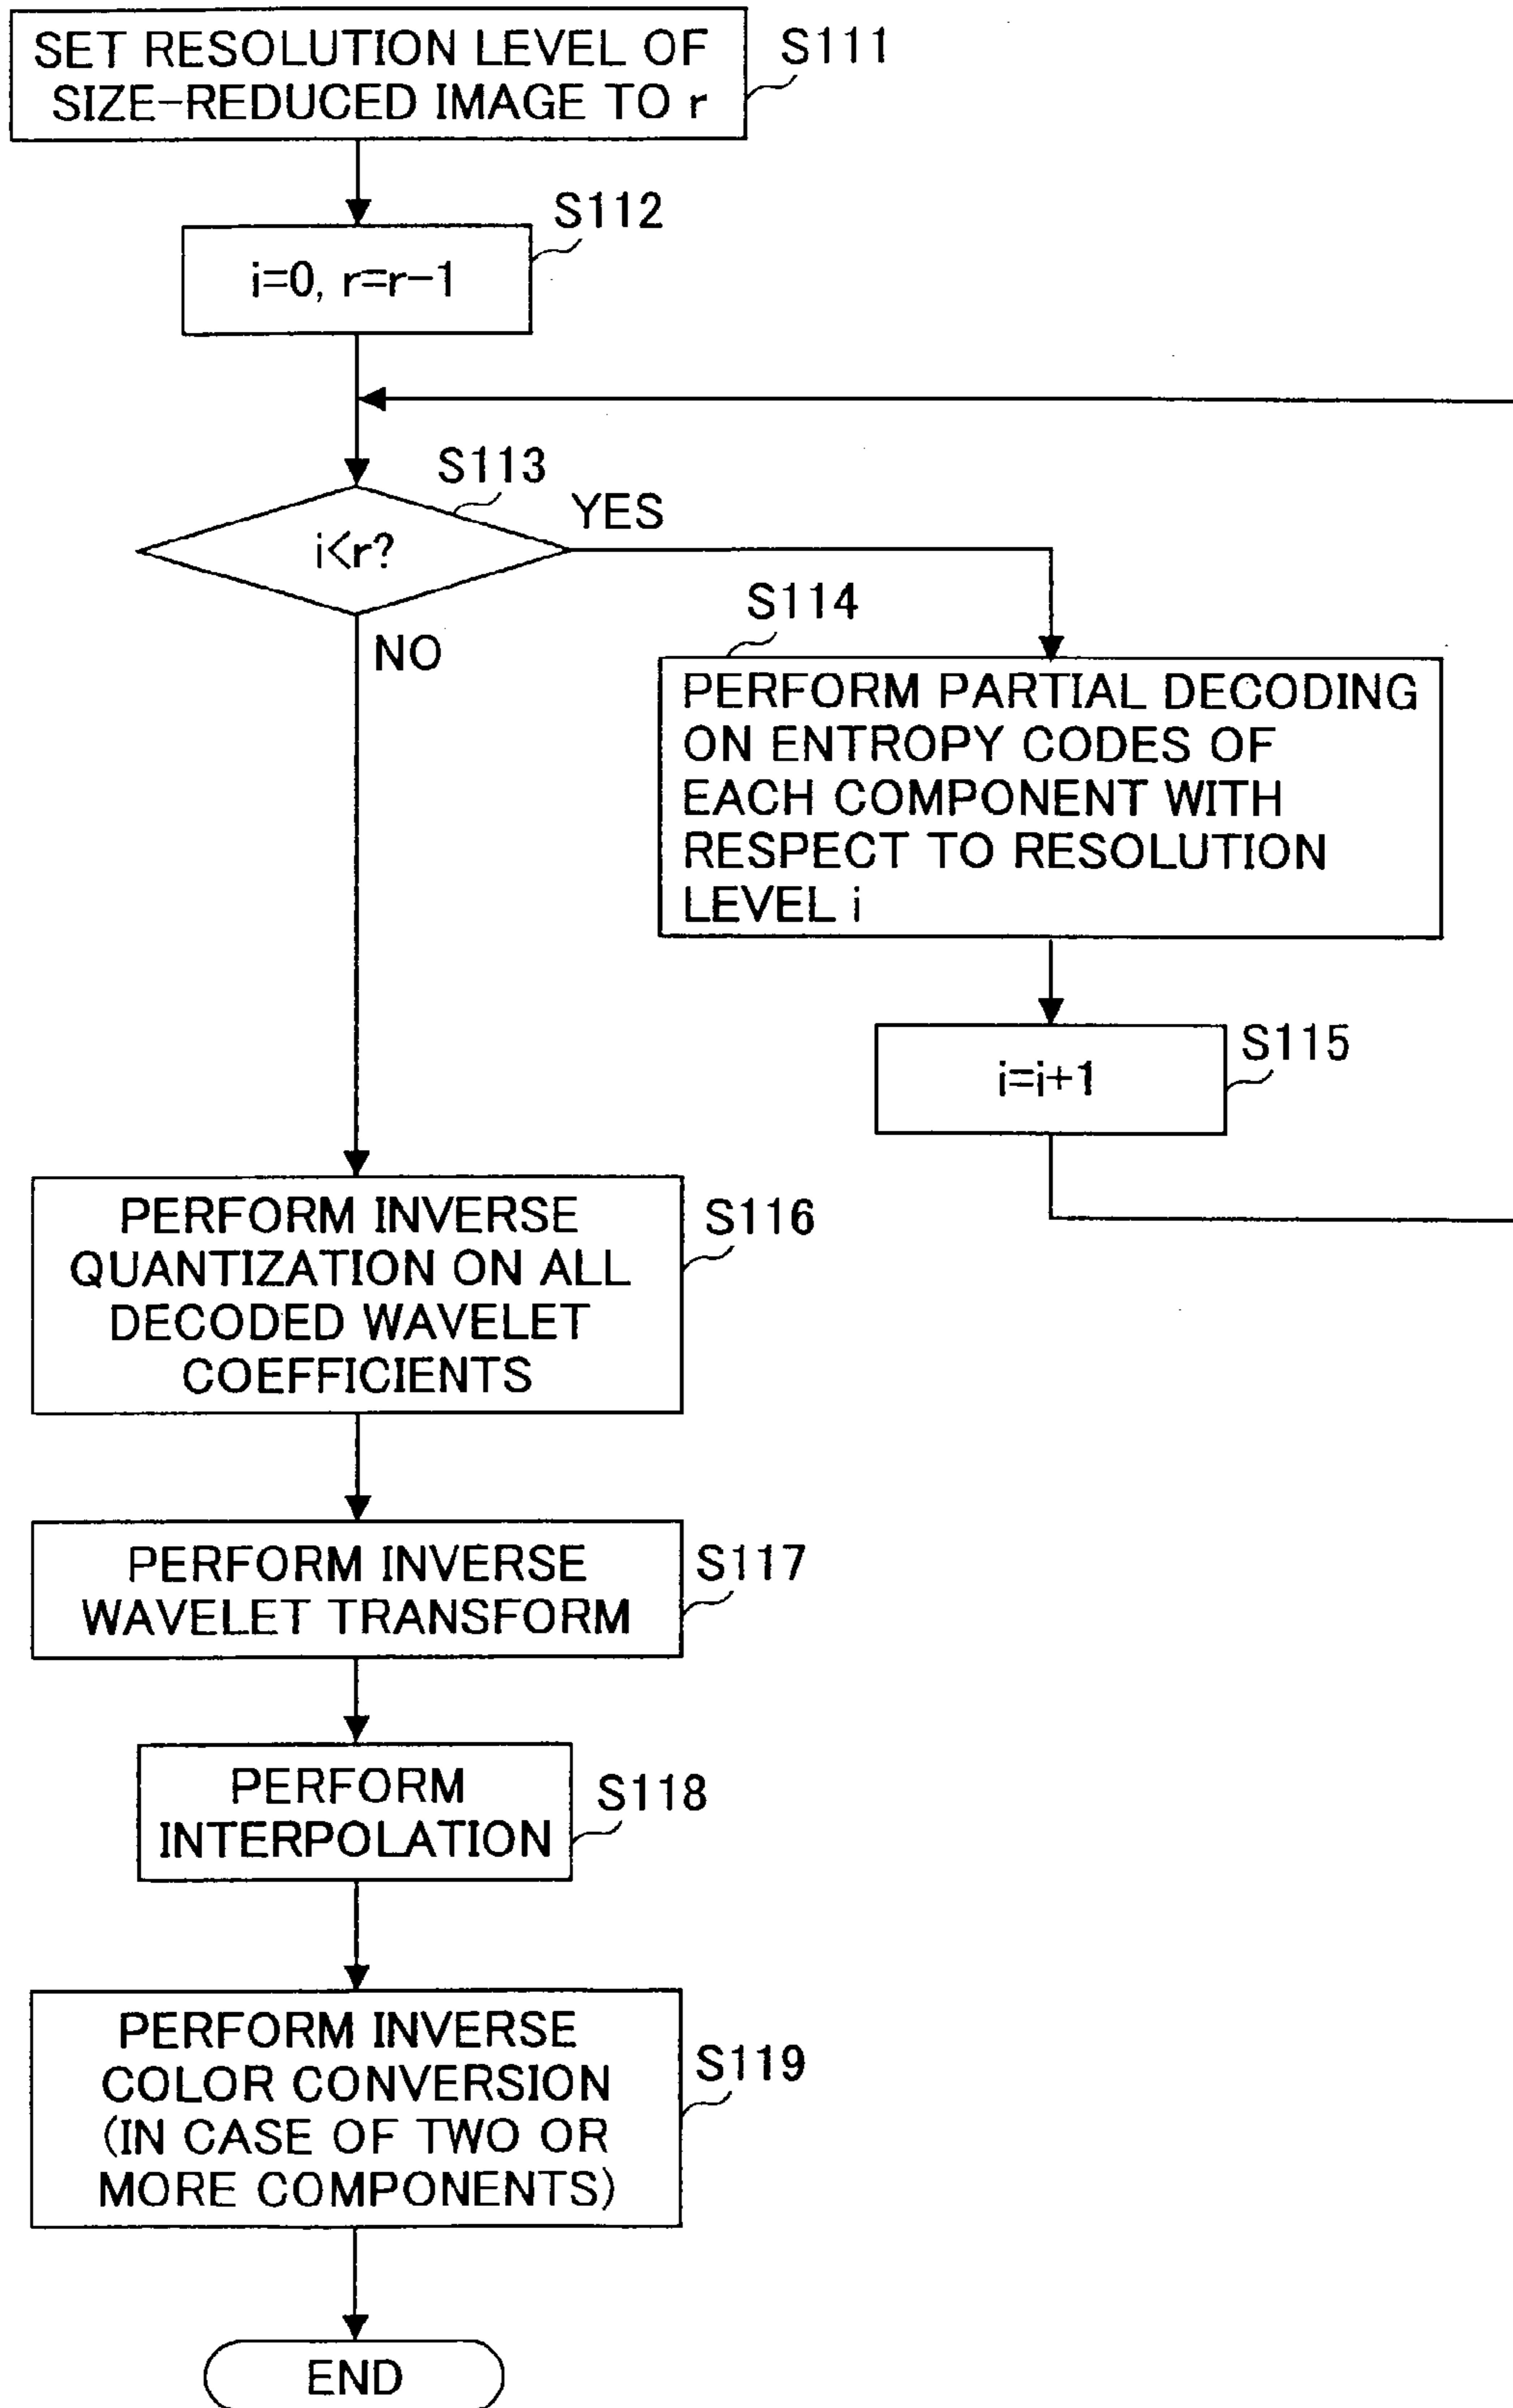 SET RESOLUTION LEVEL OF
SIZE-REDUCED IMAGE TO r
S111
S112
i=0, r=r-1
S113
i<r?
YES
NO
S114
PERFORM PARTIAL DECODING
ON ENTROPY CODES OF
EACH COMPONENT WITH
RESPECT TO RESOLUTION
LEVEL i
S115
i=i+1
PERFORM INVERSE
QUANTIZATION ON ALL
DECODED WAVELET
COEFFICIENTS
S116
PERFORM INVERSE
WAVELET TRANSFORM
S117
PERFORM
INTERPOLATION
S118
PERFORM INVERSE
COLOR CONVERSION
(IN CASE OF TWO OR
MORE COMPONENTS)
S119
END